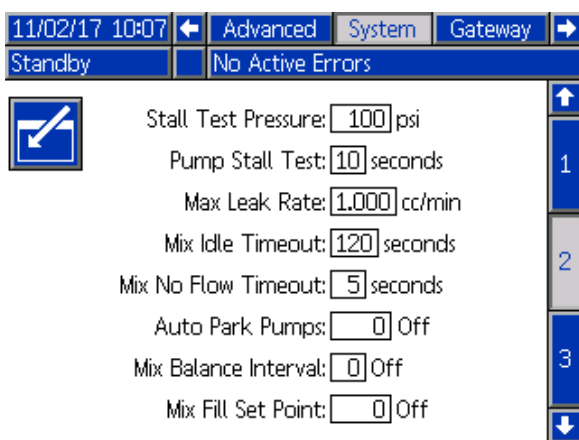 11/02/17 10:07 Advanced System Gateway
Standby No Active Errors
Stall Test Pressure: 100 psi
Pump Stall Test: 10 seconds
1
Max Leak Rate: 1.000 cc/min
Mix Idle Timeout: 120 seconds
2
Mix No Flow Timeout: 5 seconds
Auto Park Pumps: 0 Off
Mix Balance Interval: 0 Off
3
Mix Fill Set Point: 0 Off